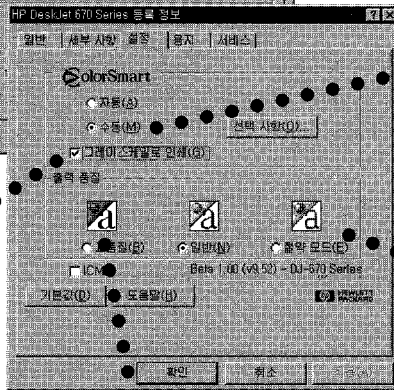 HP DeskJet 670 Series 등록 정보
일반 세부 사항 설정 용지 서비스
ColorSmart
자동(A)
수동(M) 선택 사항(O)...
그레이스케일로 인쇄(G)
출력 품질
일반(N) 절약 모드(E)
ICM Beta 1.00 (v9.52) - DJ-670 Series
기본값(D) 도움말(H) HEWLETT PACKARD
확인 취소